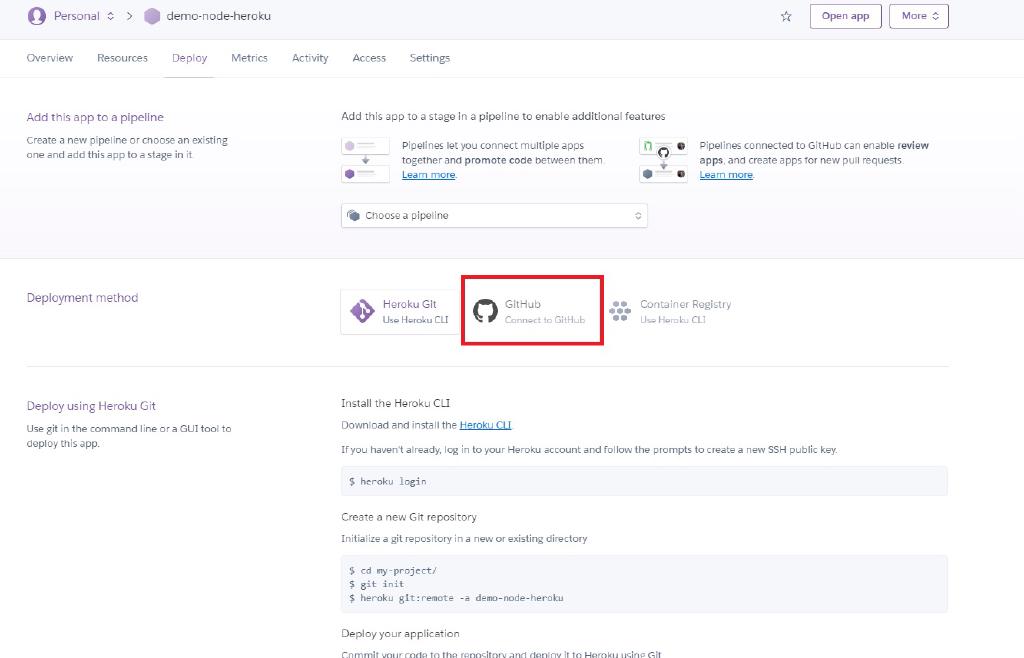 Personal > demo-node-heroku Open app More
Overview Resources Deploy Metrics Activity Access Settings
Add this app to a pipeline
Create a new pipeline or choose an existing
one and add this app to a stage in it.
Add this app to a stage in a pipeline to enable additional features
Pipelines let you connect multiple apps
together and promote code between them.
Learn more.
Pipelines connected to GitHub can enable review
apps, and create apps for new pull requests.
Learn more.
Choose a pipeline
Deployment method
Heroku Git
Use Heroku CLI
GitHub
Connect to GitHub
Container Registry
Use Heroku CLI
Deploy using Heroku Git
Use git in the command line or a GUI tool to
deploy this app.
Install the Heroku CLI
Download and install the Heroku CLI.
If you haven't already, log in to your Heroku account and follow the prompts to create a new SSH public key.
$ heroku login
Create a new Git repository
Initialize a git repository in a new or existing directory
$ cd my-project/
$ git init
$ heroku git:remote -a demo-node-heroku
Deploy your application
Commit your code to the repository and deploy it to Heroku using Git.